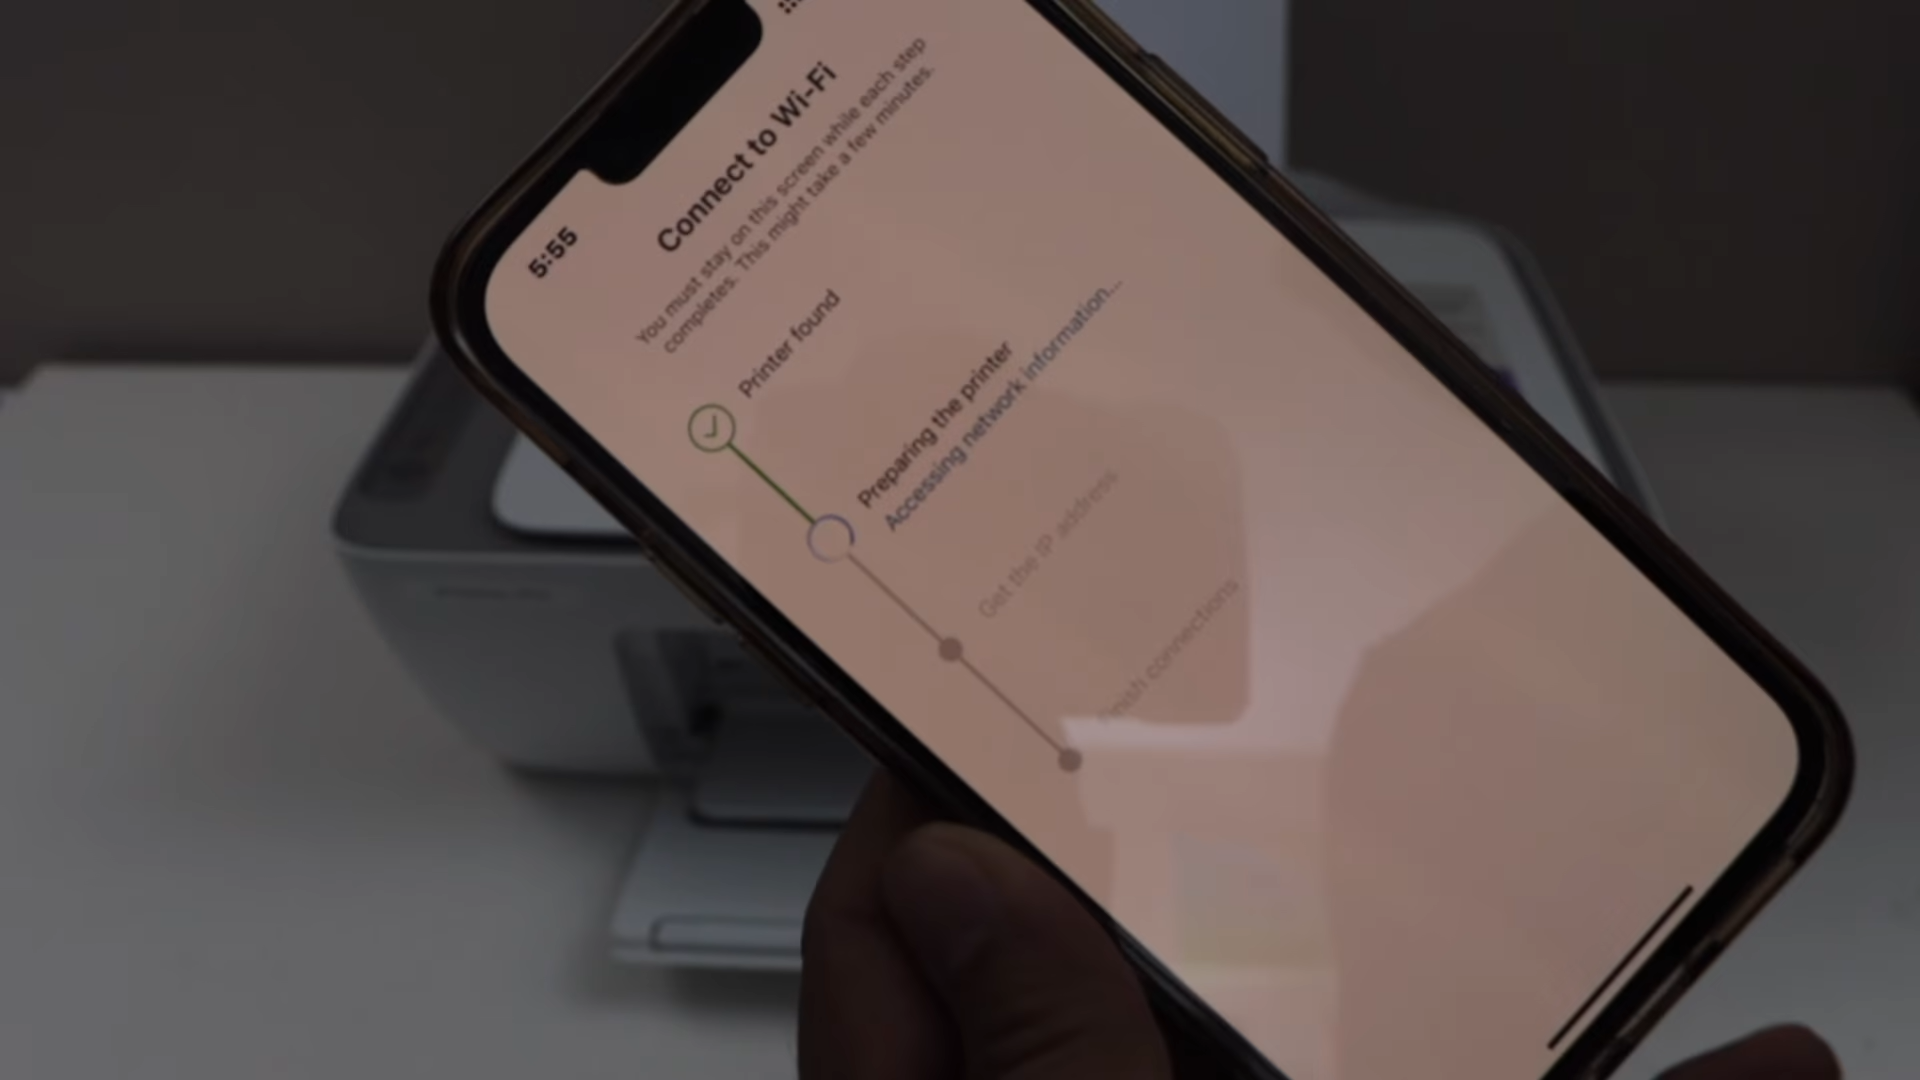 5:55
Connect to Wi-Fi
You must stay on this screen while each step
completes. This might take a few minutes.
Printer found
Preparing the printer
Accessing network information...
Get the IP address
Finish connections